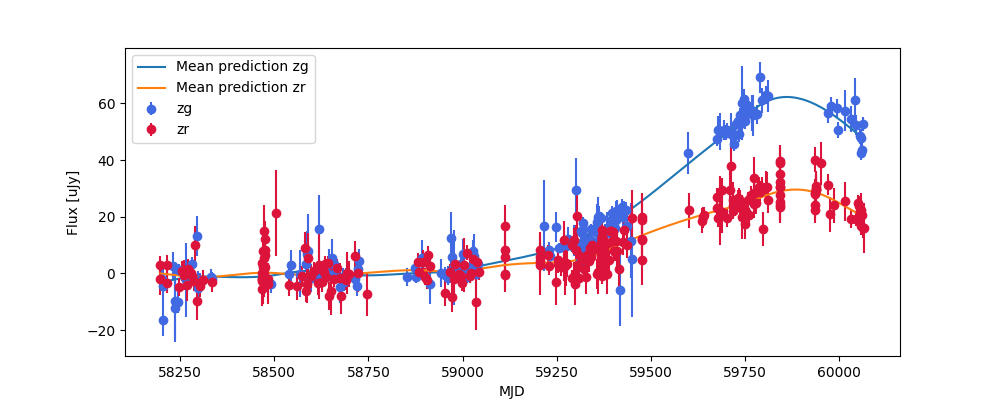 Mean prediction zg
Mean prediction zr
zg
zr
Flux [uJy]
60
40
20
0
−20
58250 58500 58750 59000 59250 59500 59750 60000
MJD